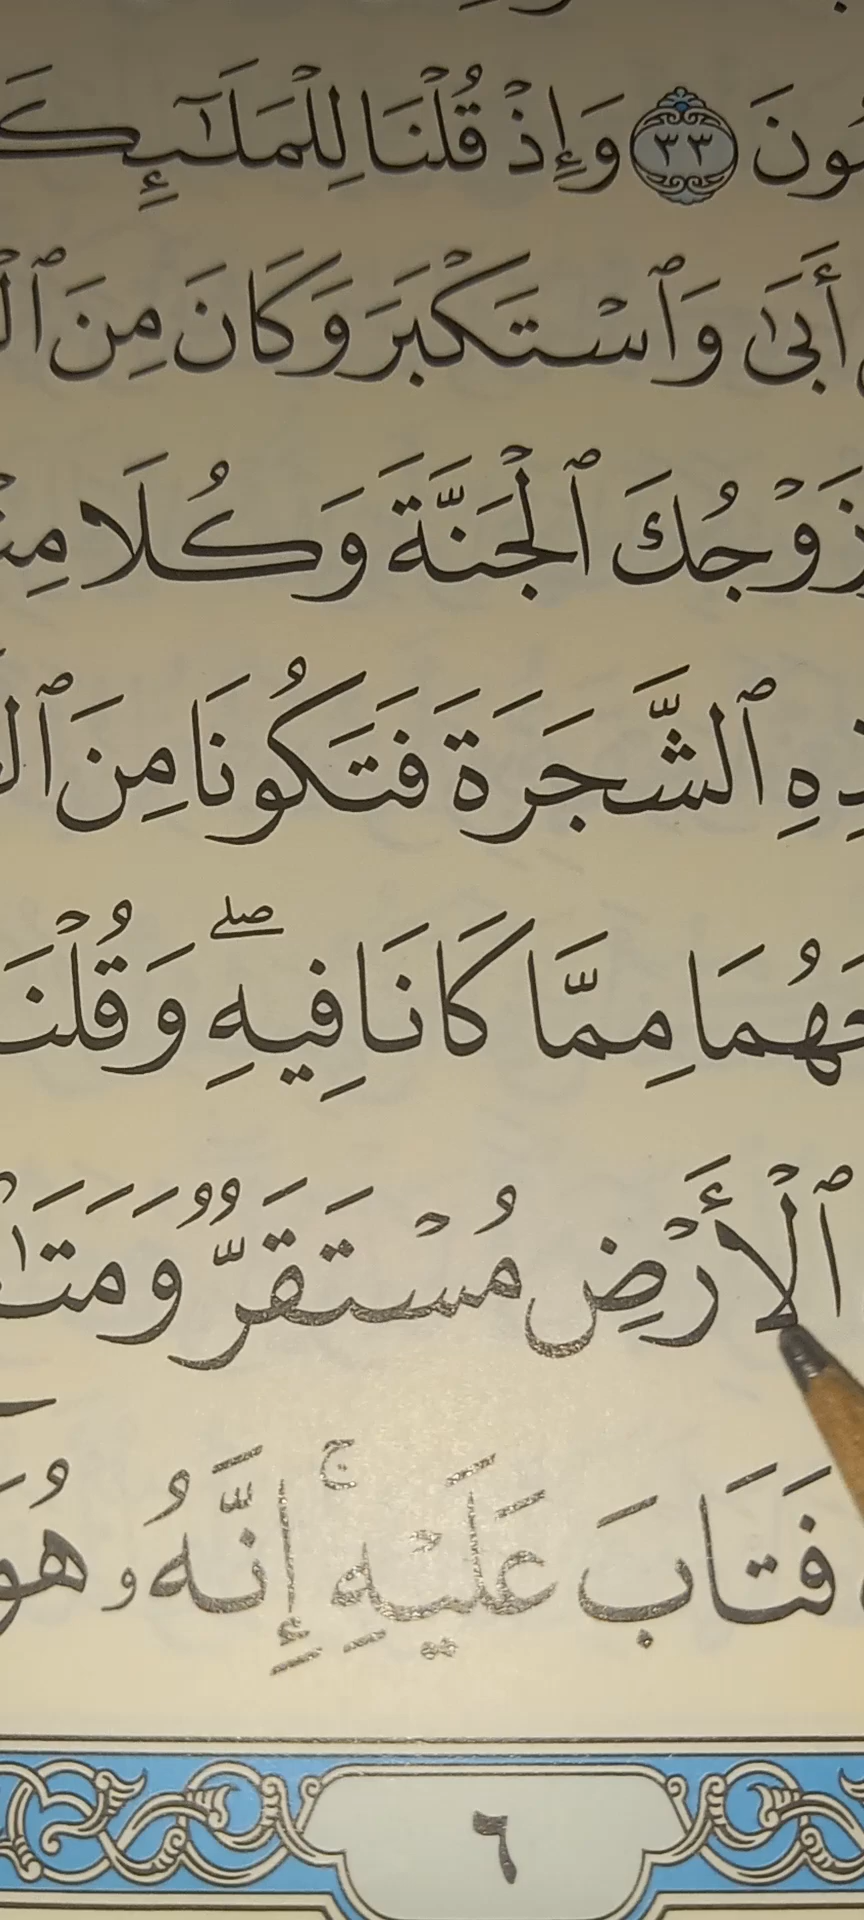 ُونَ ٣٣ وَإِذْ قُلْنَا لِلْمَلَـٰٓئِكَ
أَبَىٰ وَٱسْتَكْبَرَ وَكَانَ مِنَ ٱلْ
زَوْجُكَ ٱلْجَنَّةَ وَكُلَا مِنْ
ذِهِ ٱلشَّجَرَةَ فَتَكُونَا مِنَ ٱل
جَهُمَا مِمَّا كَانَا فِيهِ ۖ وَقُلْنَا
ٱلْأَرْضِ مُسْتَقَرٌّ وَمَتَـٰ
فَتَابَ عَلَيْهِ ۚ إِنَّهُۥ هُوَ
٦